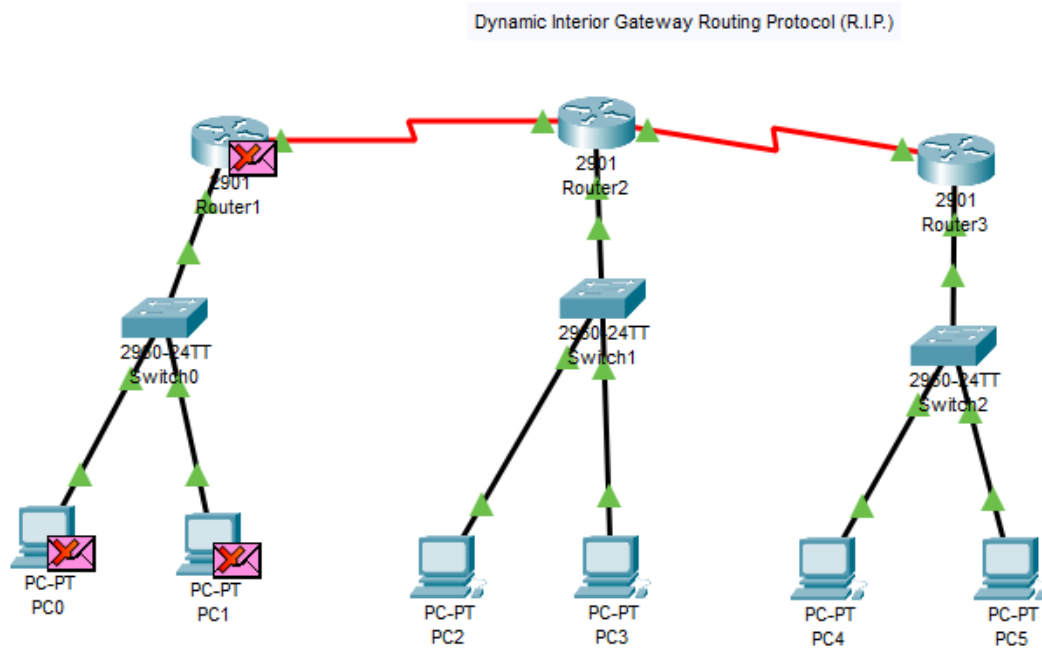 Dynamic Interior Gateway Routing Protocol (R.I.P.)
2901
Router1
2901
Router2
2901
Router3
2960-24TT
Switch0
2960-24TT
Switch1
2960-24TT
Switch2
PC-PT
PC0
PC-PT
PC1
PC-PT
PC2
PC-PT
PC3
PC-PT
PC4
PC-PT
PC5